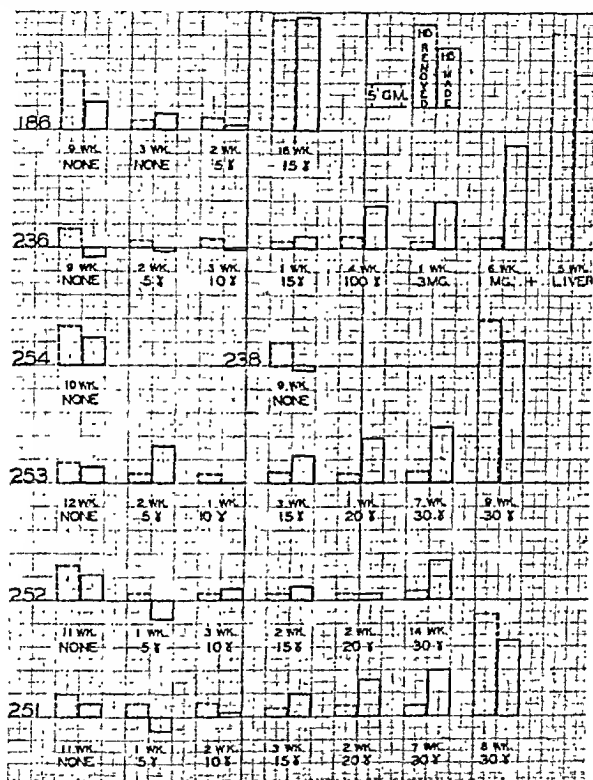 HB REMOVED
HB MADE
5 GM.
186
9 WK. 3 WK. 2 WK. 18 WK.
NONE NONE 5 γ 15 γ
236
9 WK. 2 WK. 3 WK. 1 WK. 4 WK. 1 WK. 6 WK. 5 WK.
NONE 5 γ 10 γ 15 γ 100 γ 3 MG. 1 MG. + LIVER
254 238
10 WK. 9 WK.
NONE NONE
253
12 WK. 2 WK. 1 WK. 3 WK. 1 WK. 7 WK. 9 WK.
NONE 5 γ 10 γ 15 γ 20 γ 30 γ 30 γ
252
11 WK. 1 WK. 3 WK. 2 WK. 2 WK. 14 WK.
NONE 5 γ 10 γ 15 γ 20 γ 30 γ
251
11 WK. 1 WK. 2 WK. 3 WK. 2 WK. 7 WK. 8 WK.
NONE 5 γ 10 γ 15 γ 20 γ 30 γ 30 γ